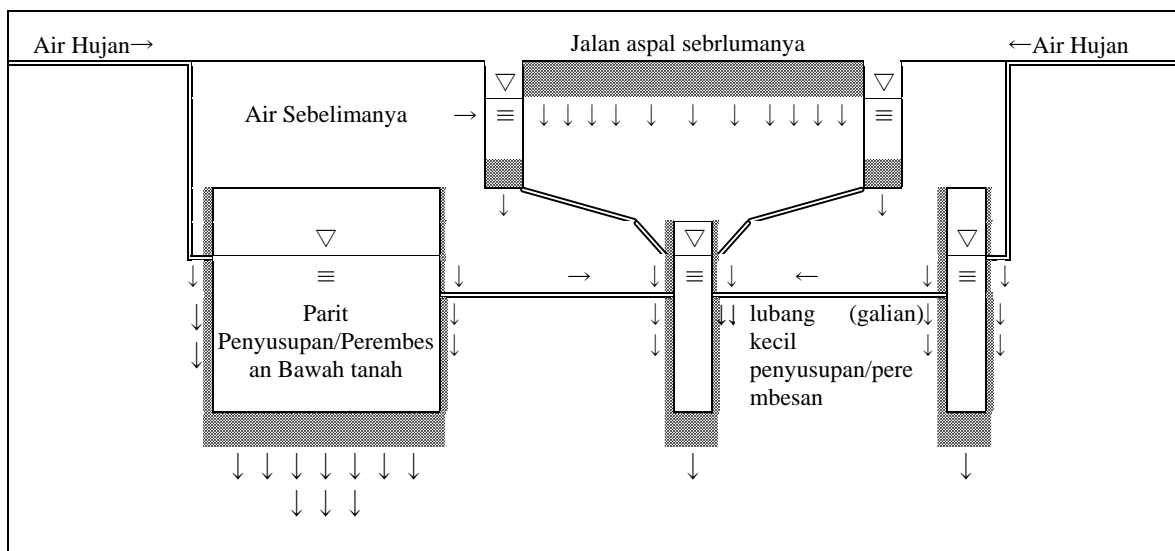 Air Hujan→
Jalan aspal sebrlumanya
←Air Hujan
Air Sebelimanya →
Parit
Penyusupan/Perembes
an Bawah tanah
lubang (galian)
kecil
penyusupan/pere
mbesan